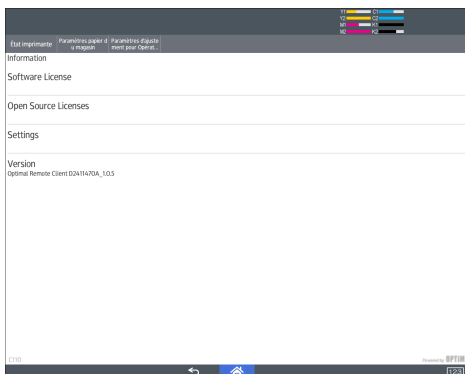 Y1 C1
Y2 C2
M1 K1
M2 K2
État imprimante
Paramètres papier d
u magasin
Paramètres d'ajuste
ment pour Opérat...
Information
Software License
Open Source Licenses
Settings
Version
Optimal Remote Client D2411470A_1.0.5
C110
Powered by OPTiM
123